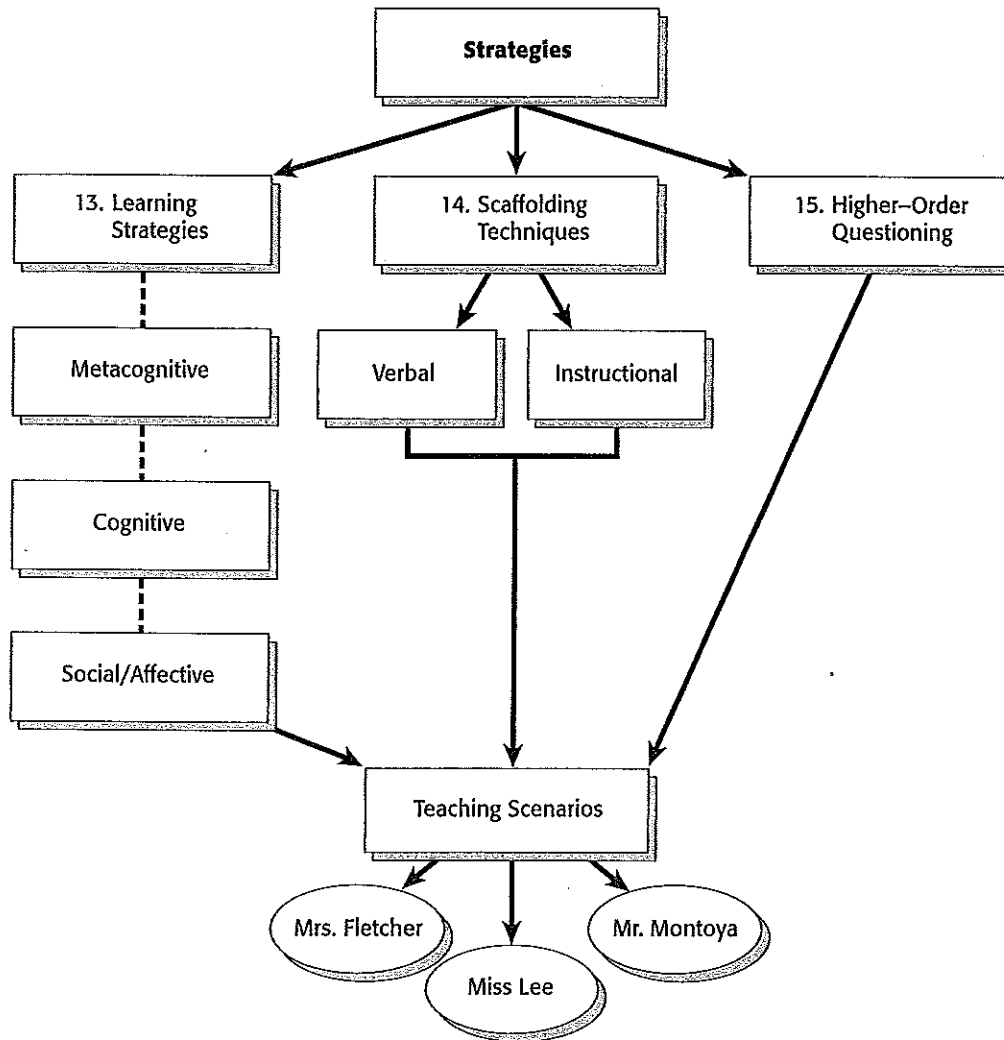 Strategies
13. Learning
Strategies
14. Scaffolding
Techniques
15. Higher–Order
Questioning
Metacognitive
Verbal
Instructional
Cognitive
Social/Affective
Teaching Scenarios
Mrs. Fletcher
Miss Lee
Mr. Montoya